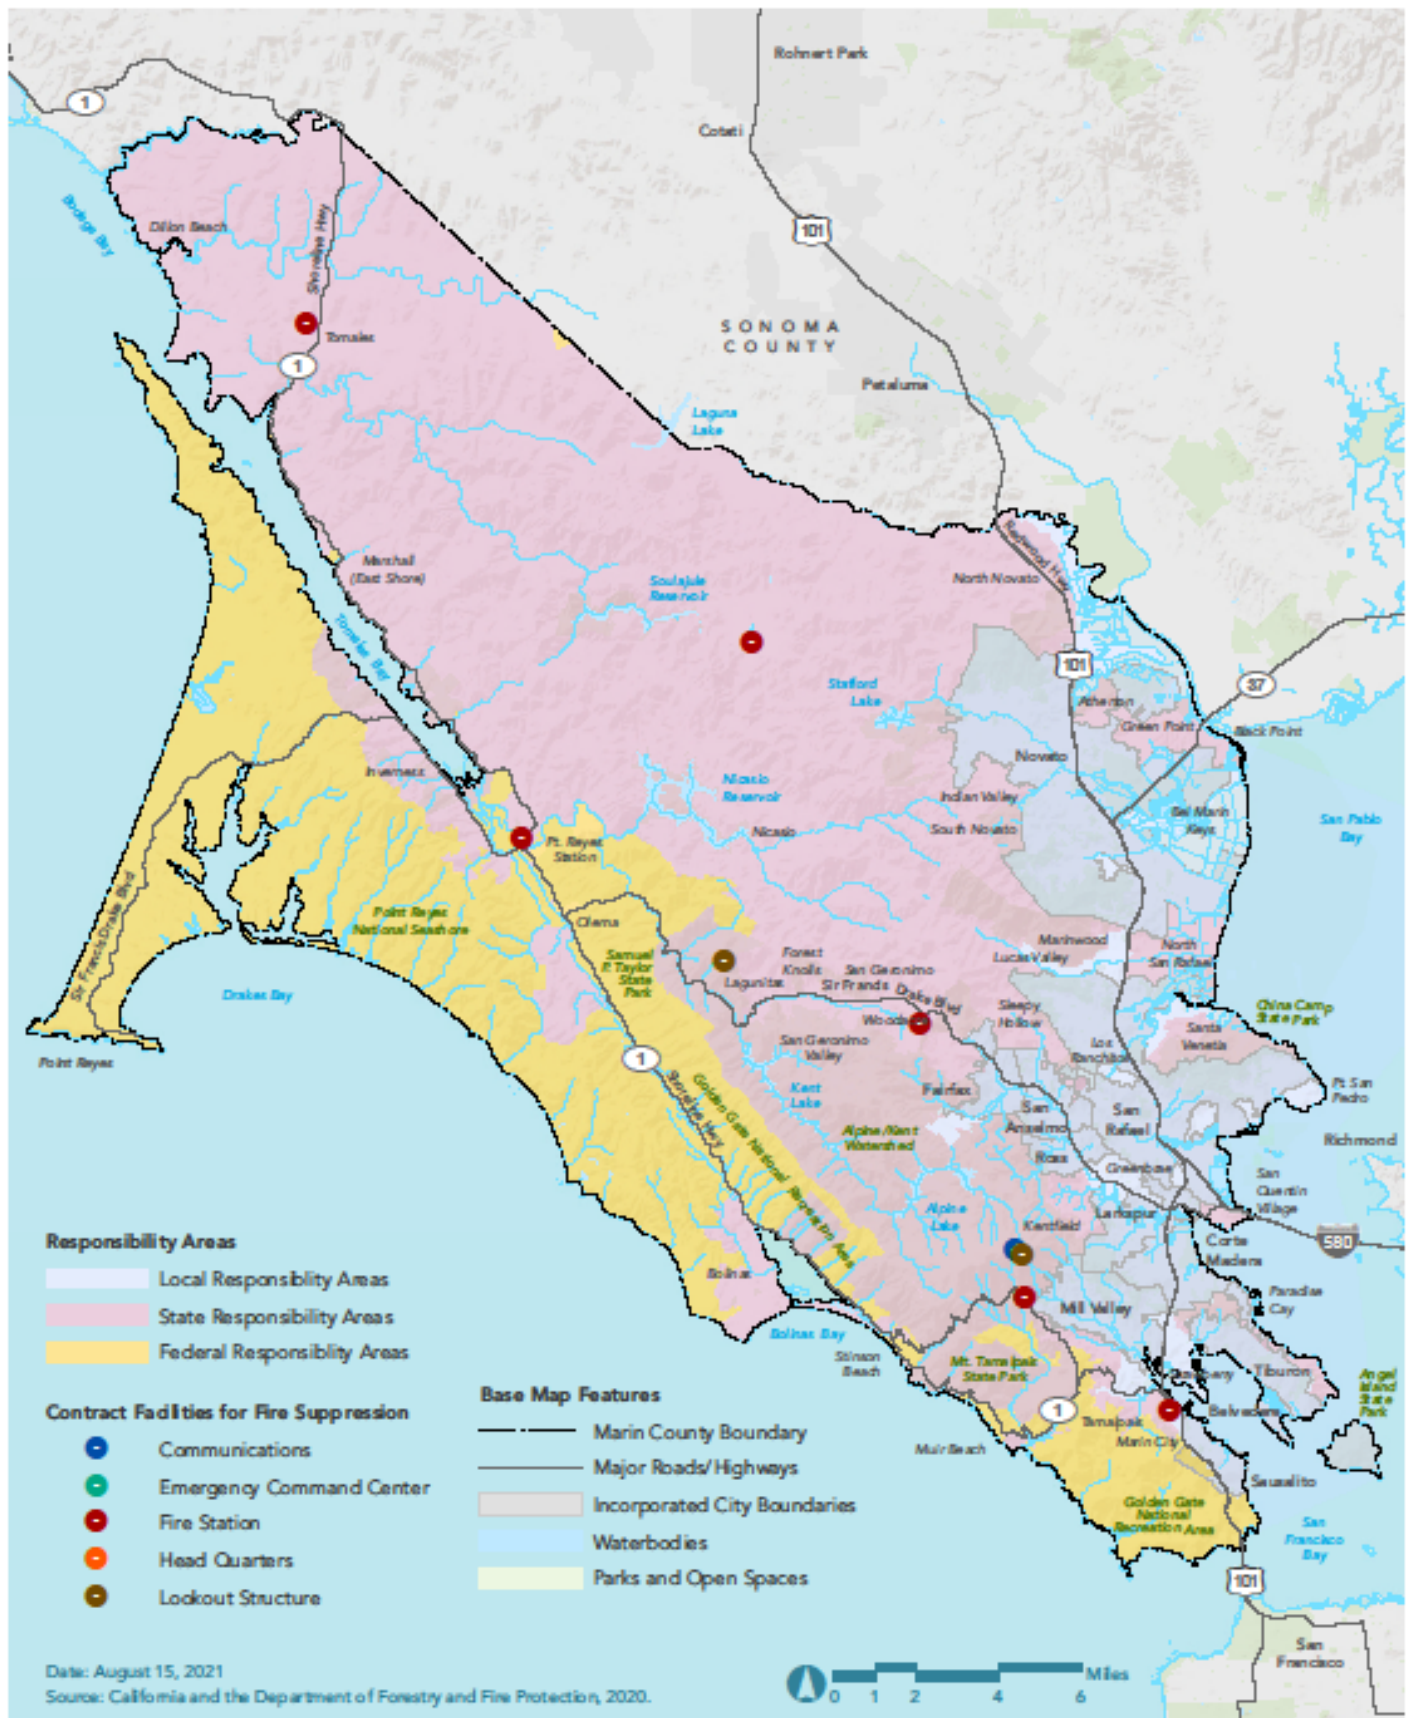 Rohnert Park
1
Cotati
101
Bodega Bay
Dillon Beach
Shoreline Hwy
SONOMA
COUNTY
Tomales
1
Petaluma
Laguna
Lake
Redwood Hwy
Marshall
(East Shore)
North Novato
Soulajule
Reservoir
Tomales Bay
101
37
Stafford
Lake
Atherton
Green Point
Black Point
Novato
Inverness
Nicasio
Reservoir
Indian Valley
Bel Marin
Keys
San Pablo
Bay
Nicasio
South Novato
Pt. Reyes
Station
Sir Francis Drake Blvd
Point Reyes
National Seashore
Olema
Samuel
P. Taylor
State
Park
Forest
Knolls
Lagunitas
San Geronimo
Sir Francis Drake Blvd
Marinwood
Lucas Valley
North
San Rafael
Drakes Bay
Sleepy
Hollow
China Camp
State Park
Santa
Venetia
Point Reyes
San Geronimo
Valley
Los
Ranchitos
1
Shoreline Hwy
Golden Gate National Recreation Area
Kent
Lake
Fairfax
Pt. San
Pedro
San
Anselmo
San
Rafael
Alpine/Kent
Watershed
Richmond
Ross
Greenbrae
San
Quentin
Village
Alpine
Lake
Kentfield
Larkspur
580
Corte
Madera
Bolinas
Mill Valley
Paradise
Cay
Bolinas Bay
Stinson
Beach
Mt. Tamalpais
State Park
Tiburon
Angel
Island
State
Park
1
Tamalpais
Belvedere
Muir Beach
Marin City
Sausalito
Golden Gate
National
Recreation Area
San
Francisco
Bay
101
San
Francisco
Responsibility Areas
Local Responsiblity Areas
State Responsibility Areas
Federal Responsiblity Areas
Contract Facilities for Fire Suppression
Communications
Emergency Command Center
Fire Station
Head Quarters
Lookout Structure
Base Map Features
Marin County Boundary
Major Roads/Highways
Incorporated City Boundaries
Waterbodies
Parks and Open Spaces
Date: August 15, 2021
Source: California and the Department of Forestry and Fire Protection, 2020.
0 1 2 4 6 Miles